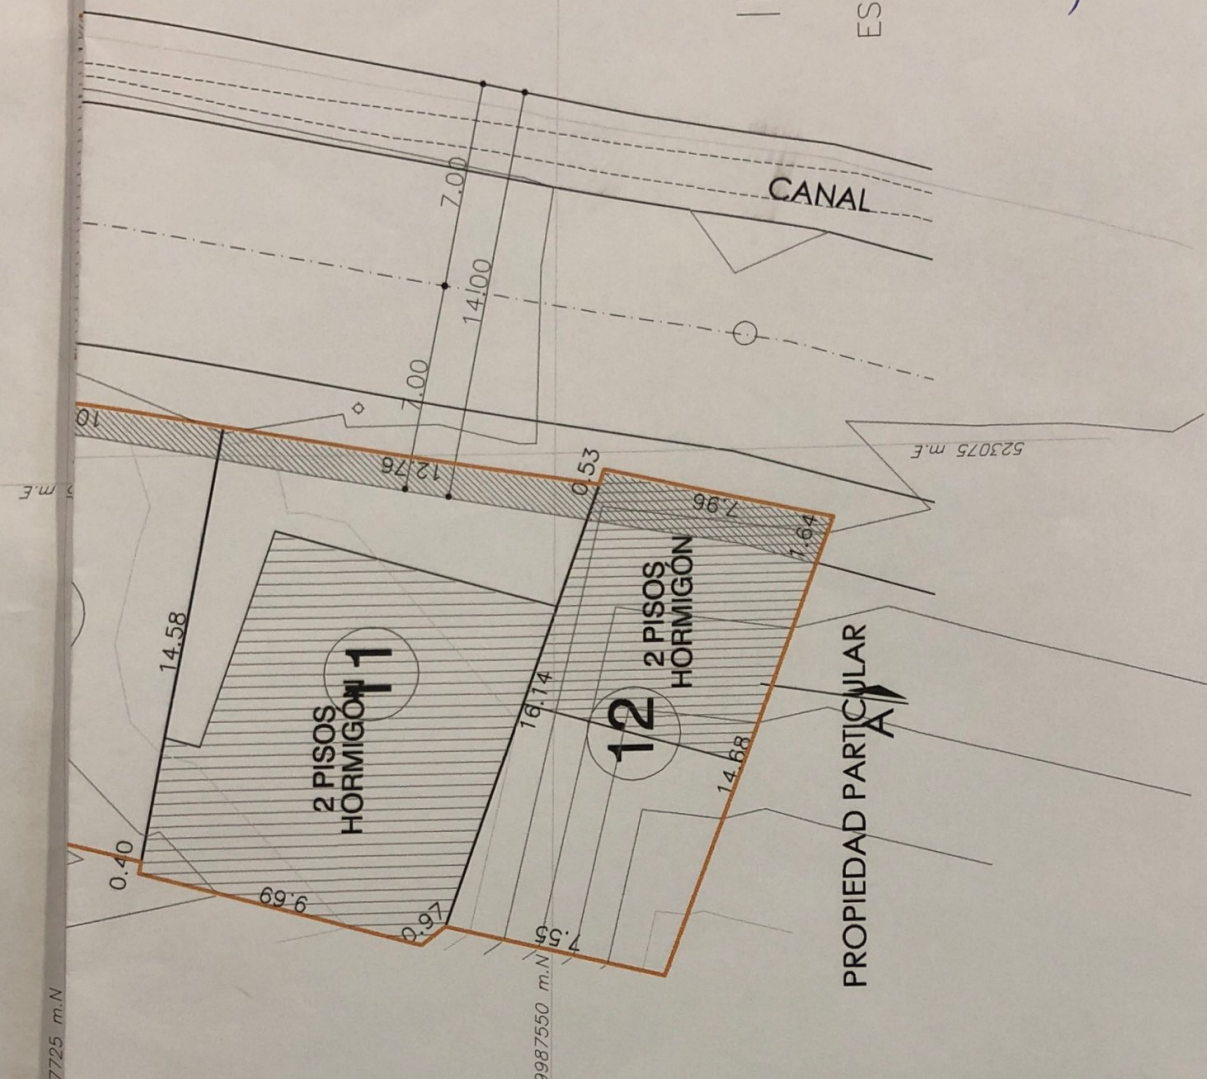 ES
CANAL
7.00
14.00
7.00
10
12.76
0.53
7.96
1.64
523075 m.E
m.E
14.58
2 PISOS
HORMIGÓN
11
2 PISOS
HORMIGÓN
12
16.14
14.68
0.40
9.69
0.97
7.55
PROPIEDAD PARTICULAR
A
7725 m.N
9987550 m.N